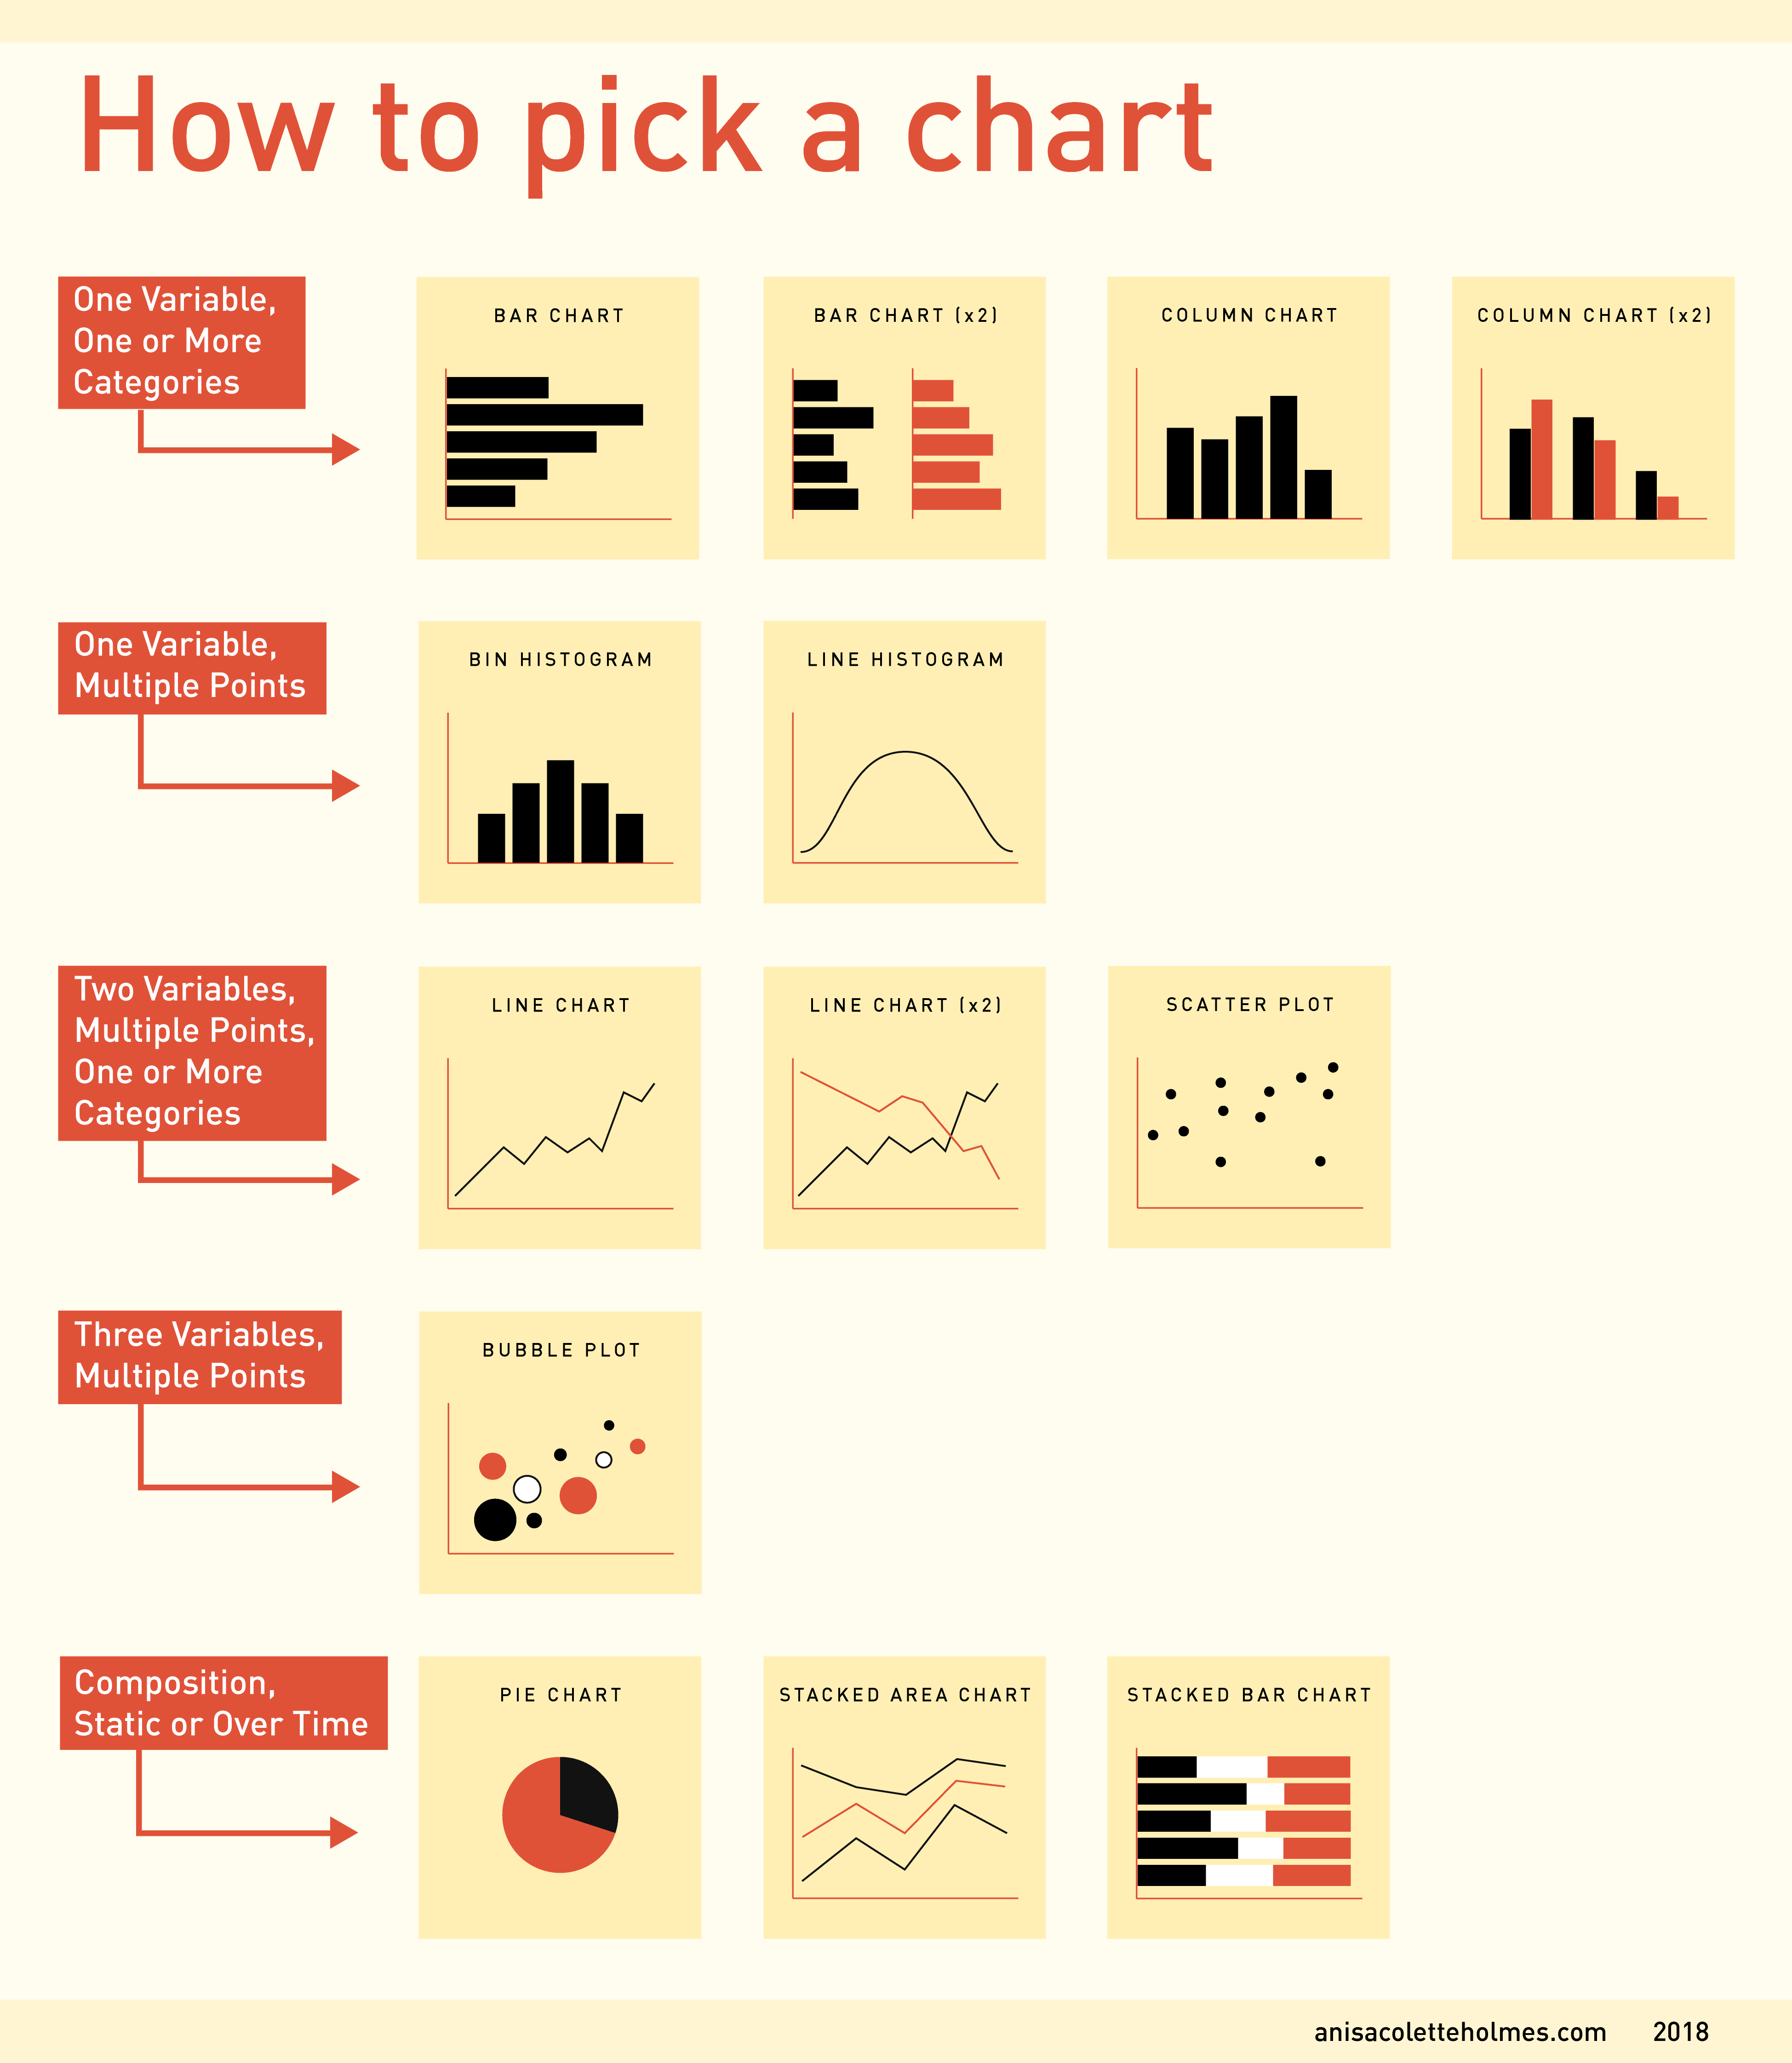 How to pick a chart
One Variable,
One or More
Categories
BAR CHART
BAR CHART (x2)
COLUMN CHART
COLUMN CHART (x2)
One Variable,
Multiple Points
BIN HISTOGRAM
LINE HISTOGRAM
Two Variables,
Multiple Points,
One or More
Categories
LINE CHART
LINE CHART (x2)
SCATTER PLOT
Three Variables,
Multiple Points
BUBBLE PLOT
Composition,
Static or Over Time
PIE CHART
STACKED AREA CHART
STACKED BAR CHART
anisacoletteholmes.com 2018